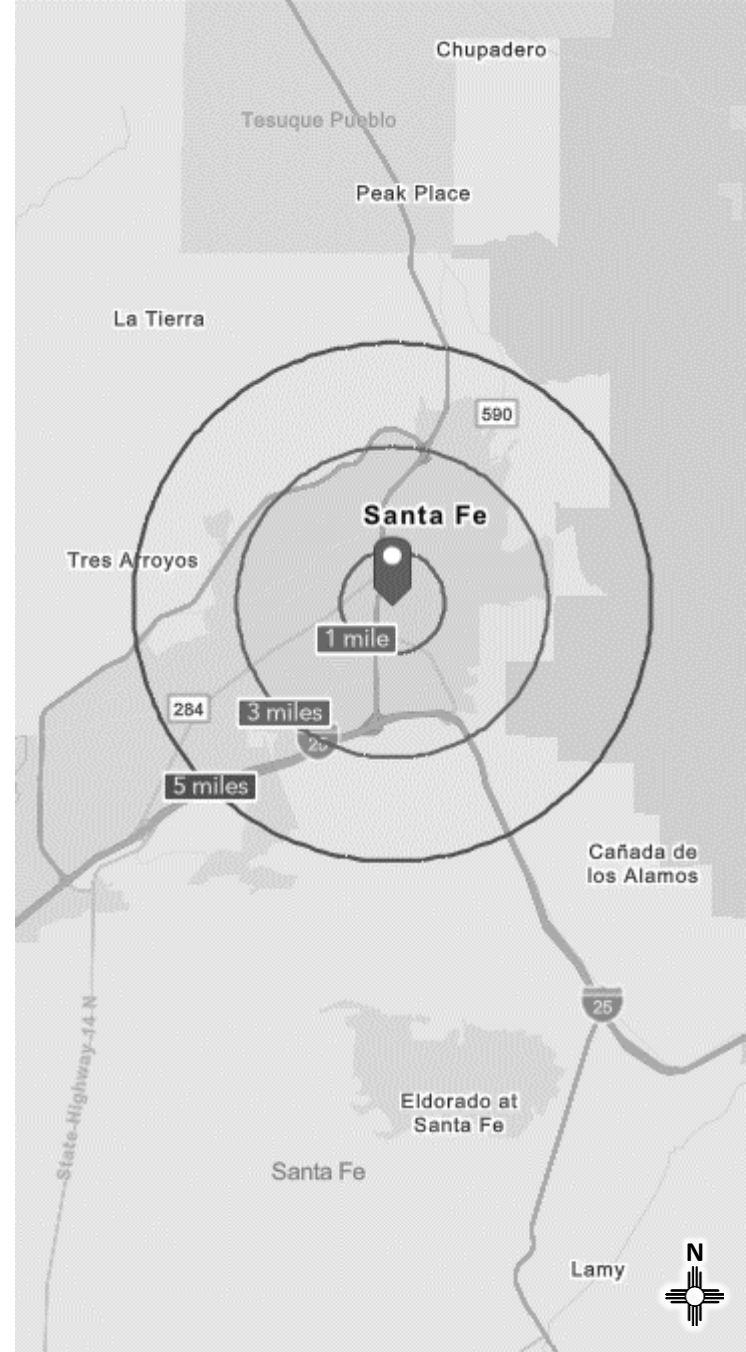 Chupadero
Tesuque Pueblo
Peak Place
La Tierra
590
Santa Fe
Tres Arroyos
1 mile
284
3 miles
25
5 miles
Cañada de
los Alamos
25
State Highway 14 N
Eldorado at
Santa Fe
Santa Fe
N
Lamy